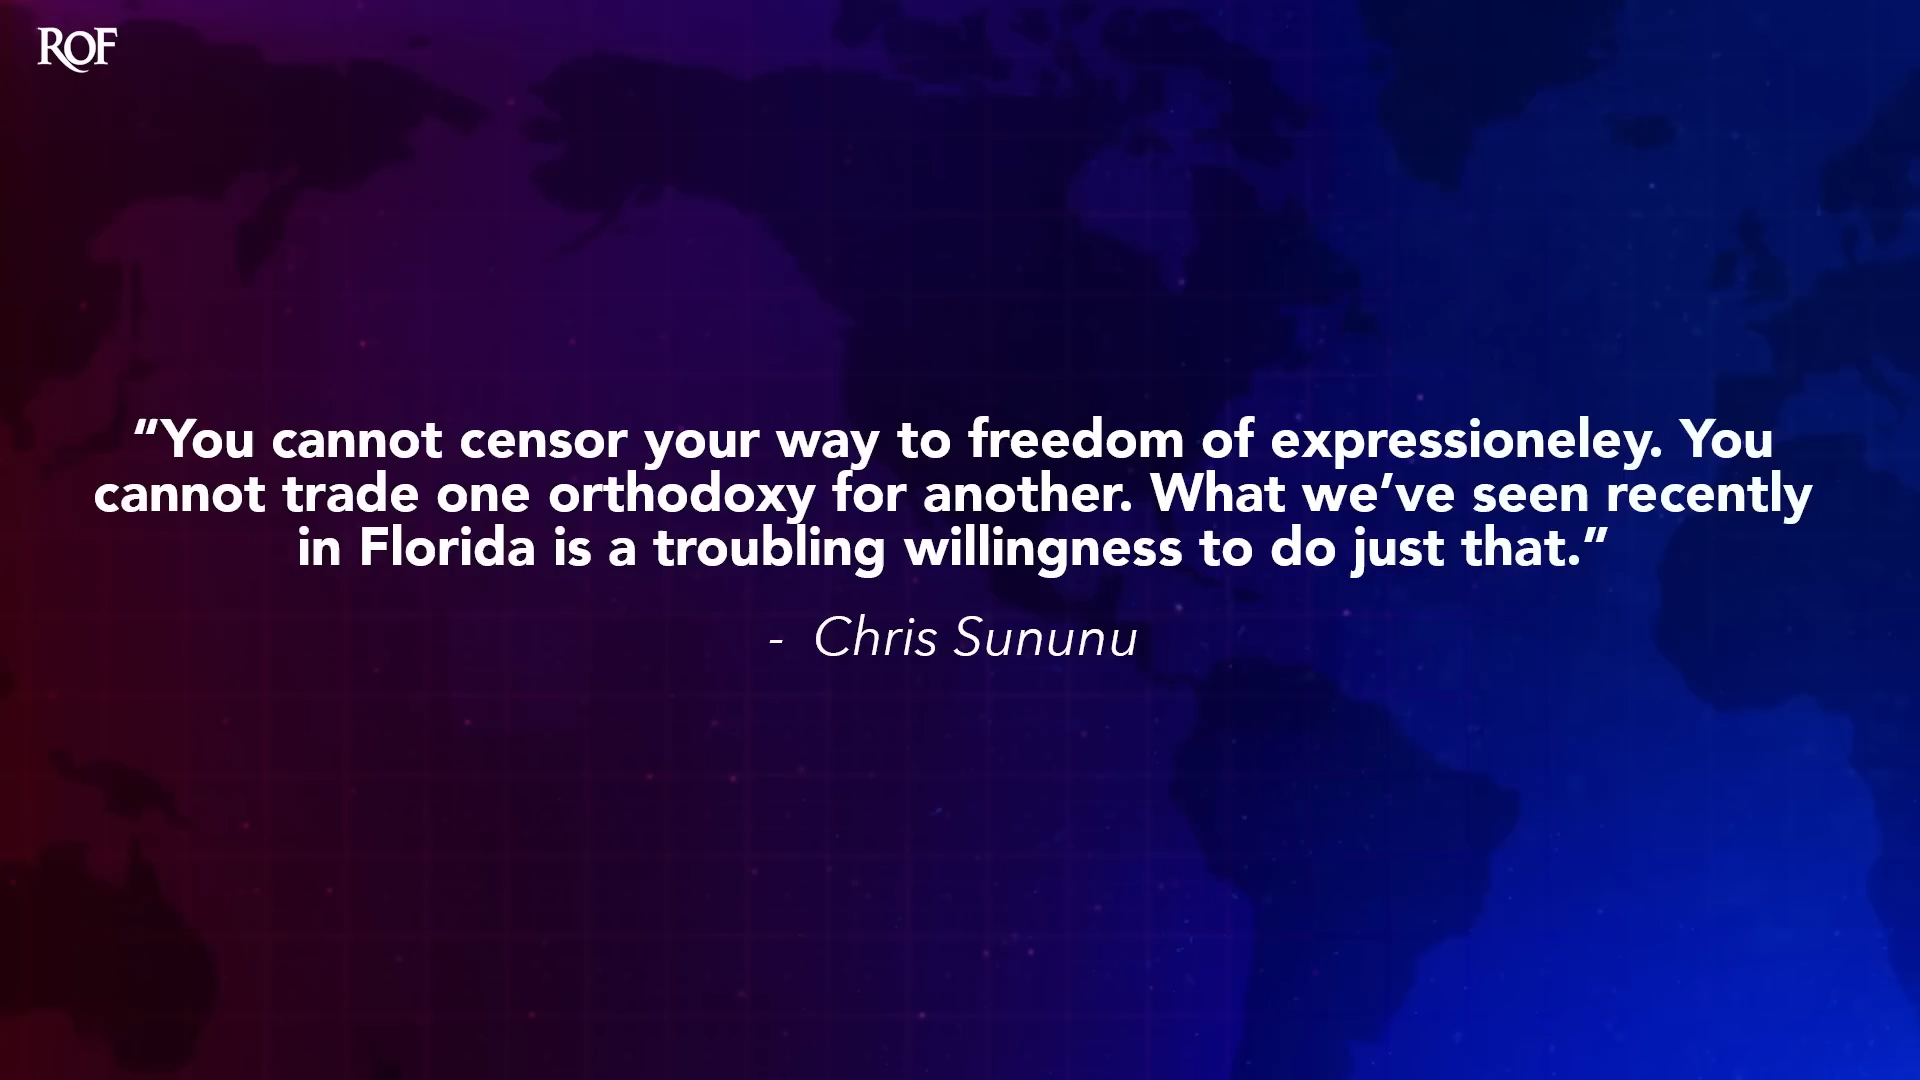 ROF
“You cannot censor your way to freedom of expressioneley. You
cannot trade one orthodoxy for another. What we’ve seen recently
in Florida is a troubling willingness to do just that.”
- Chris Sununu